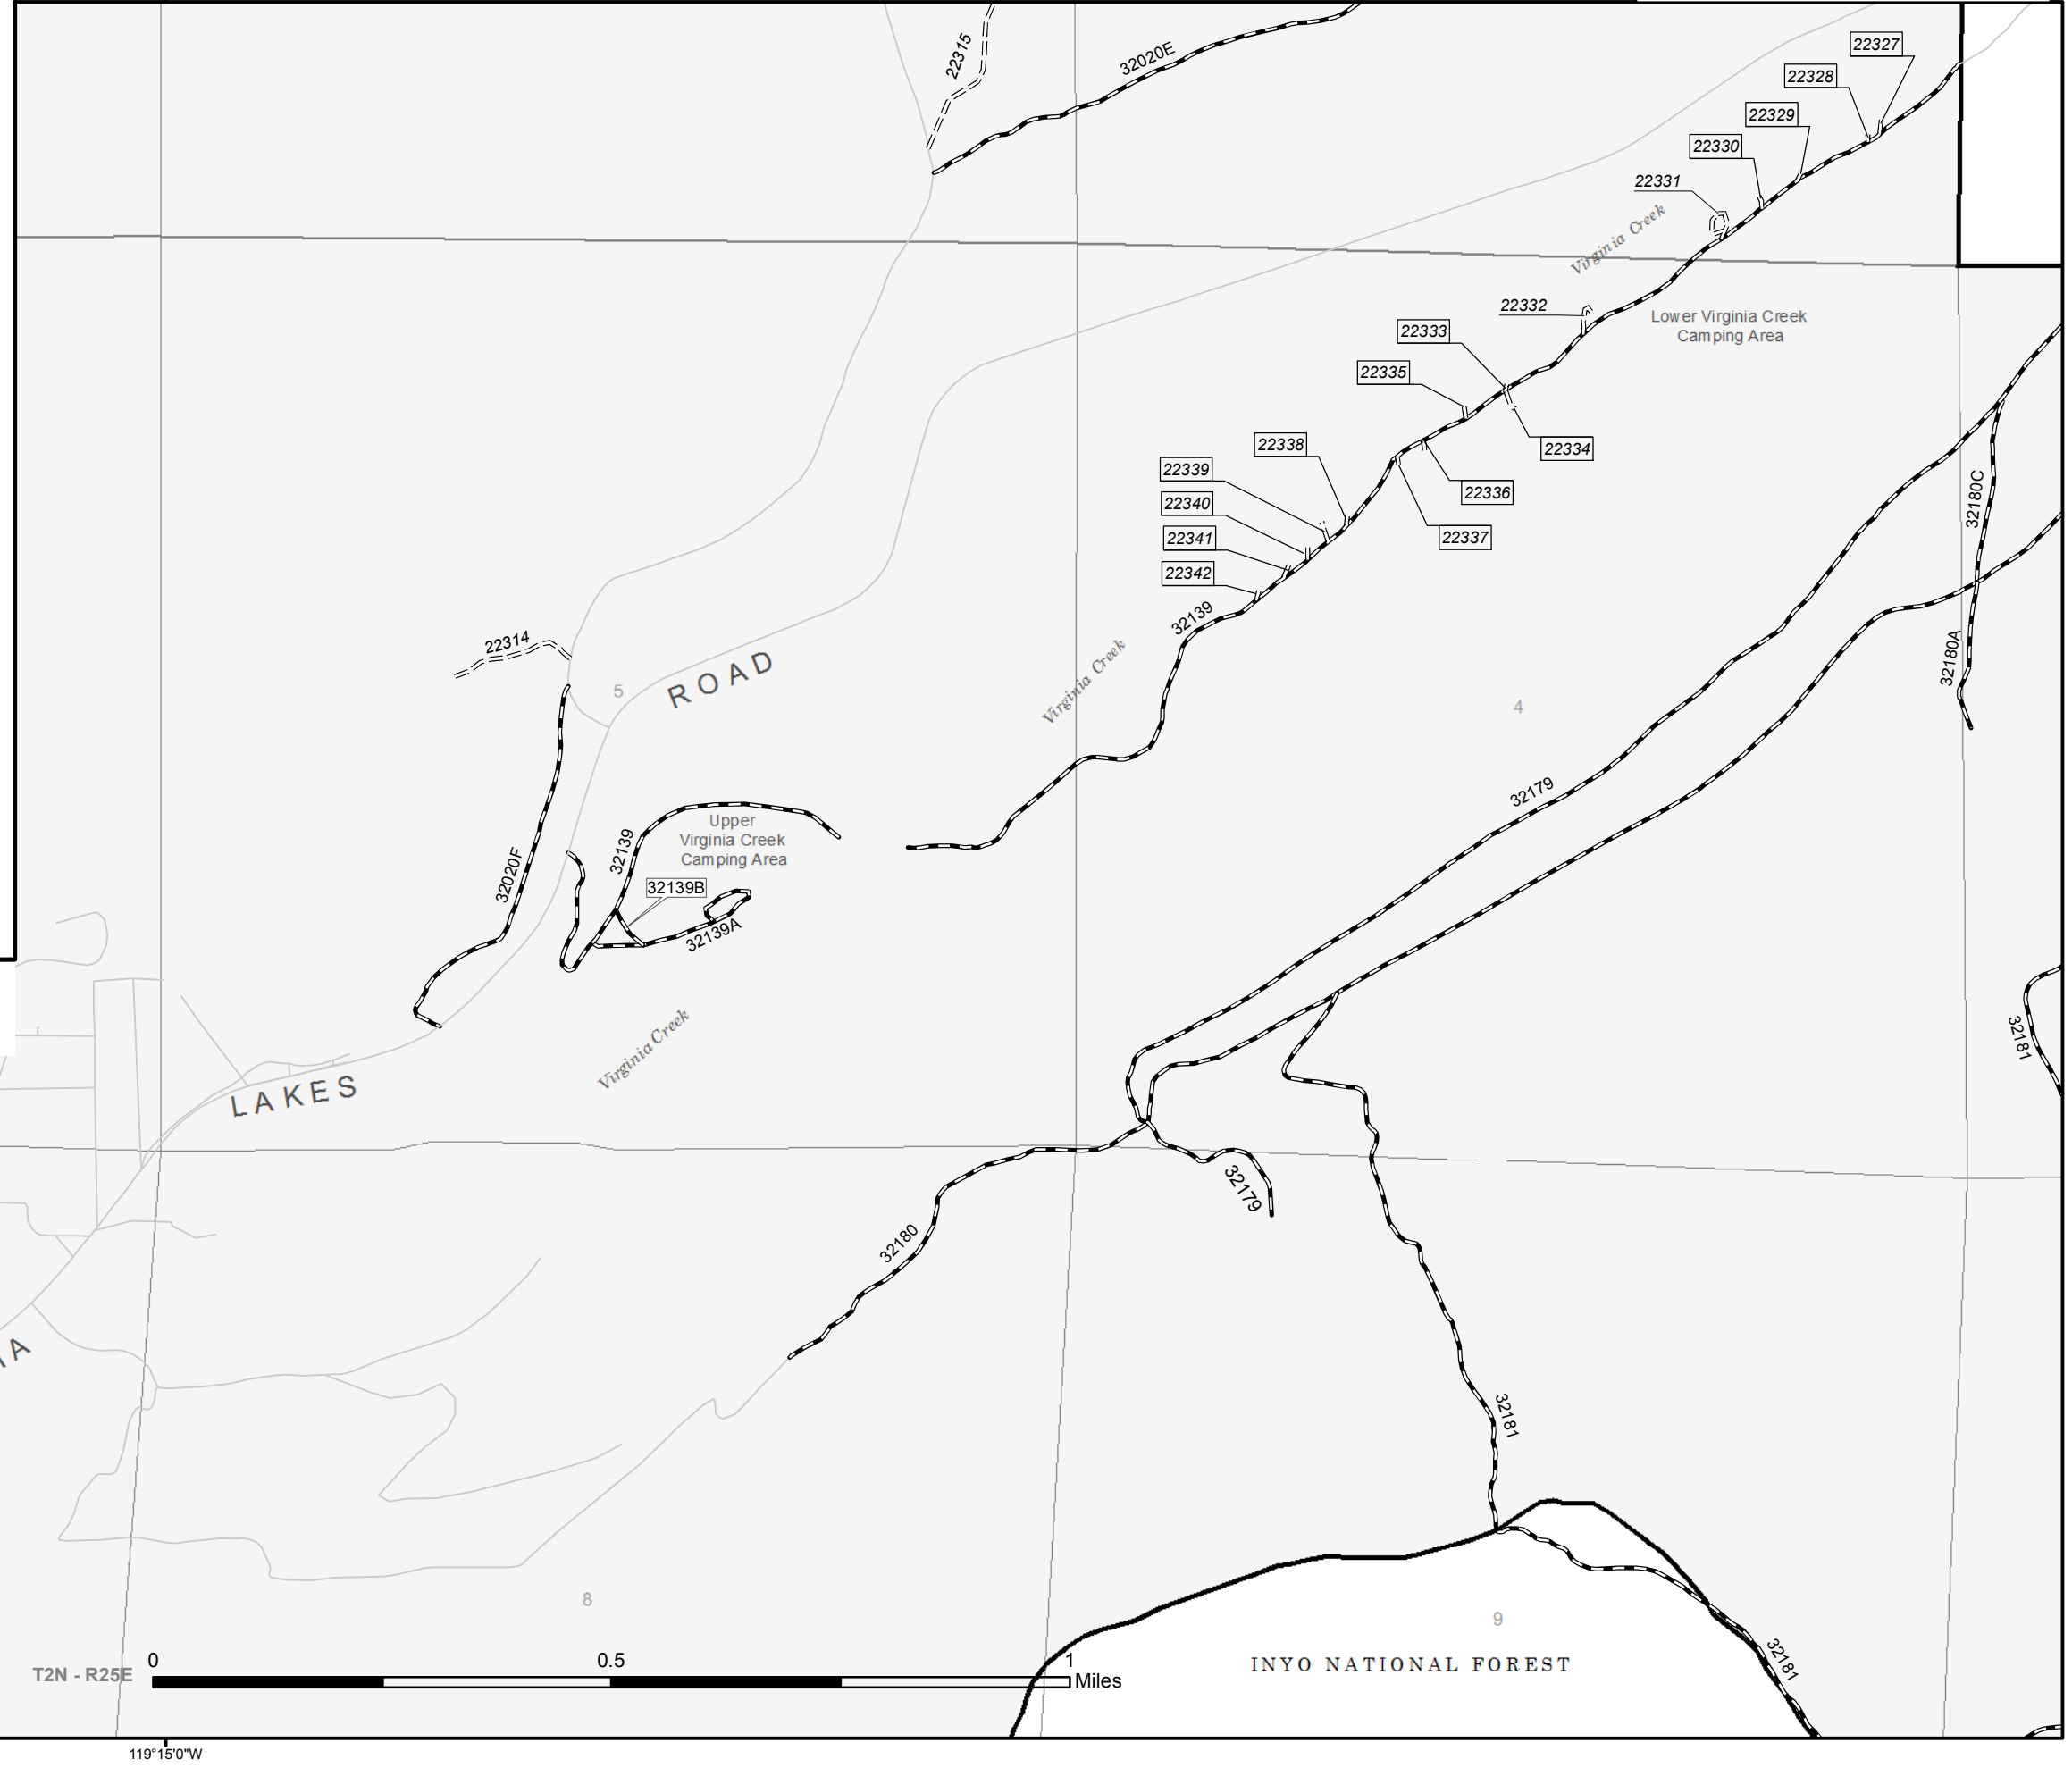 22315
32020E
22327
22328
22329
22330
22331
Virginia Creek
22332
Lower Virginia Creek
Camping Area
22333
22335
22334
22338
22339
22336
22340
22337
22341
22342
32180C
32139
22314
32180A
Virginia Creek
5
ROAD
4
32179
Upper
Virginia Creek
Camping Area
32139
32020F
32139B
32139A
32181
Virginia Creek
LAKES
32179
32180
IA
32181
8
9
INYO NATIONAL FOREST
32181
T2N - R25E
0 0.5 1
Miles
119°15'0"W